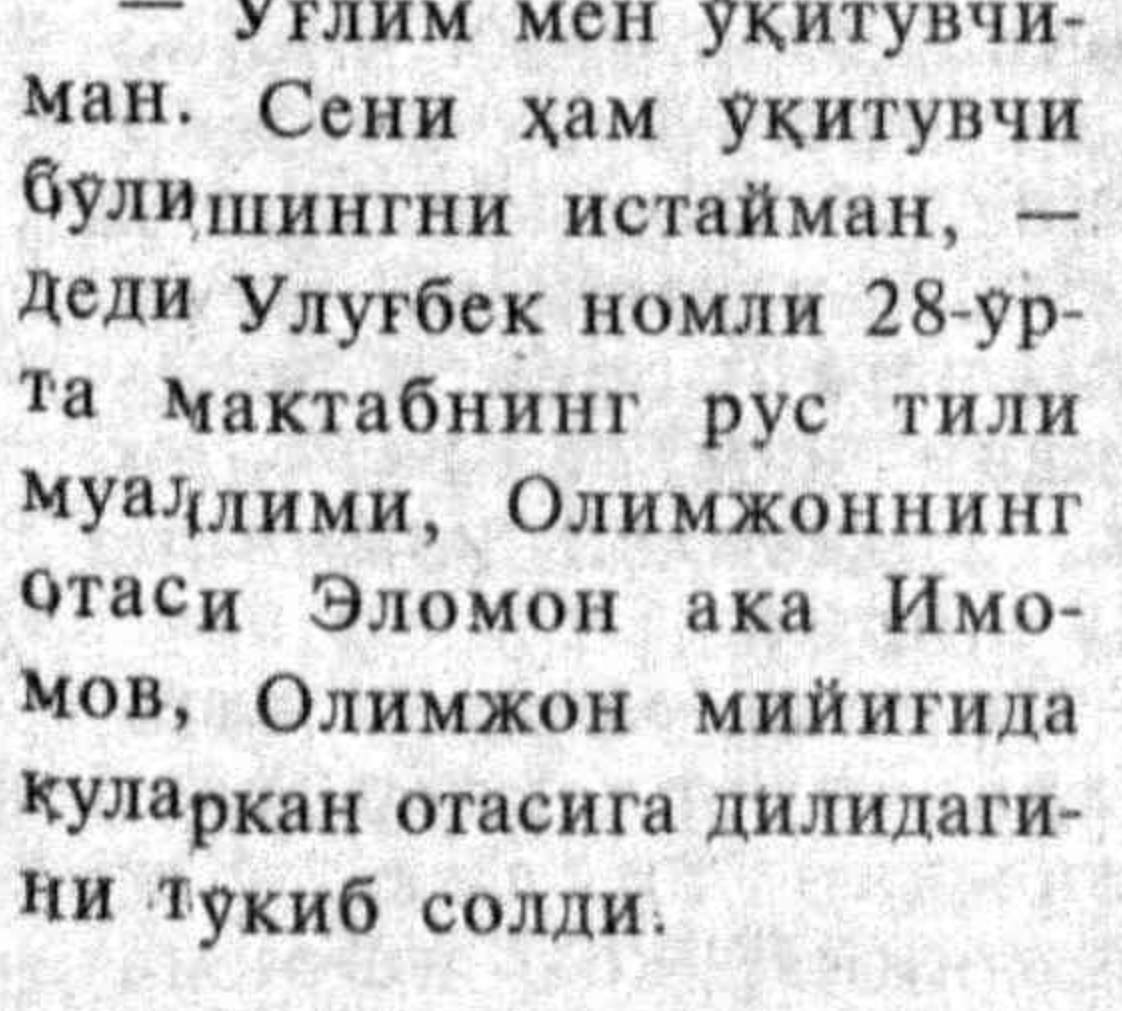 — Ўғлим мен ўқитувчи-
ман. Сени ҳам ўқитувчи
бўлишингни истайман, —
деди Улуғбек номли 28-ўр-
та мактабнинг рус тили
муаллими, Олимжоннинг
отаси Эломон ака Имо-
мов, Олимжон мийиғида
куларкан отасига дилидаги-
ни тўкиб солди.